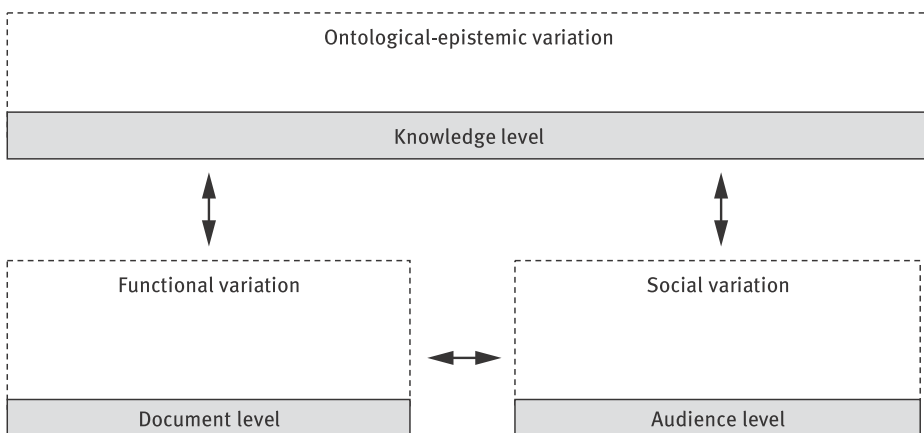 Ontological-epistemic variation
Knowledge level
Functional variation
Social variation
Document level
Audience level